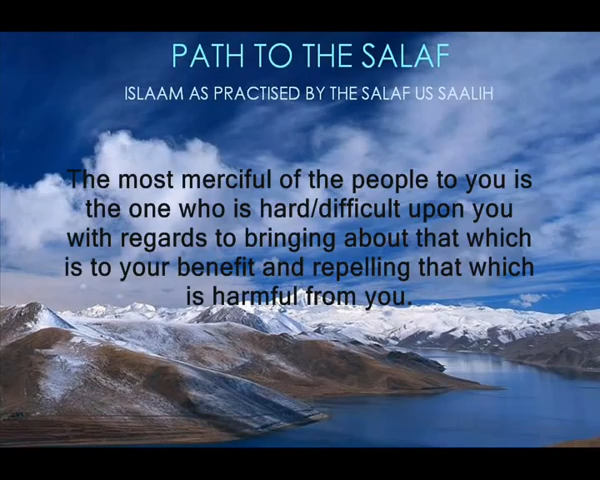 PATH TO THE SALAF
ISLAAM AS PRACTISED BY THE SALAF US SAALIH
The most merciful of the people to you is
the one who is hard/difficult upon you
with regards to bringing about that which
is to your benefit and repelling that which
is harmful from you.